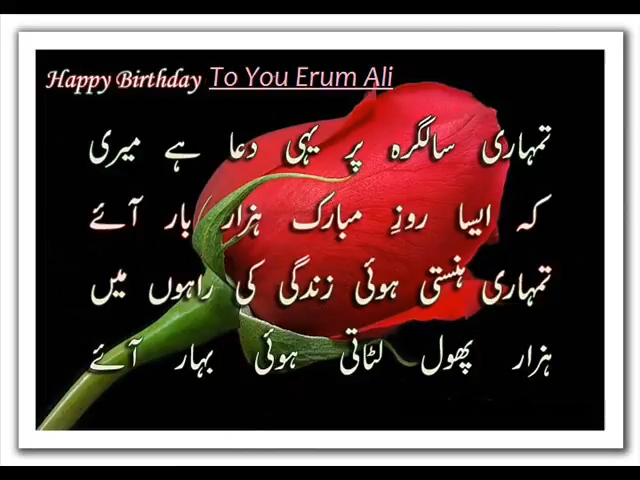 Happy Birthday To You Erum Ali
تمہاری سالگرہ پر یہی دعا ہے میری
کہ ایسا روزِ مبارک ہزار بار آئے
تمہاری ہنستی ہوئی زندگی کی راہوں میں
ہزار پھول لٹاتی ہوئی بہار آئے